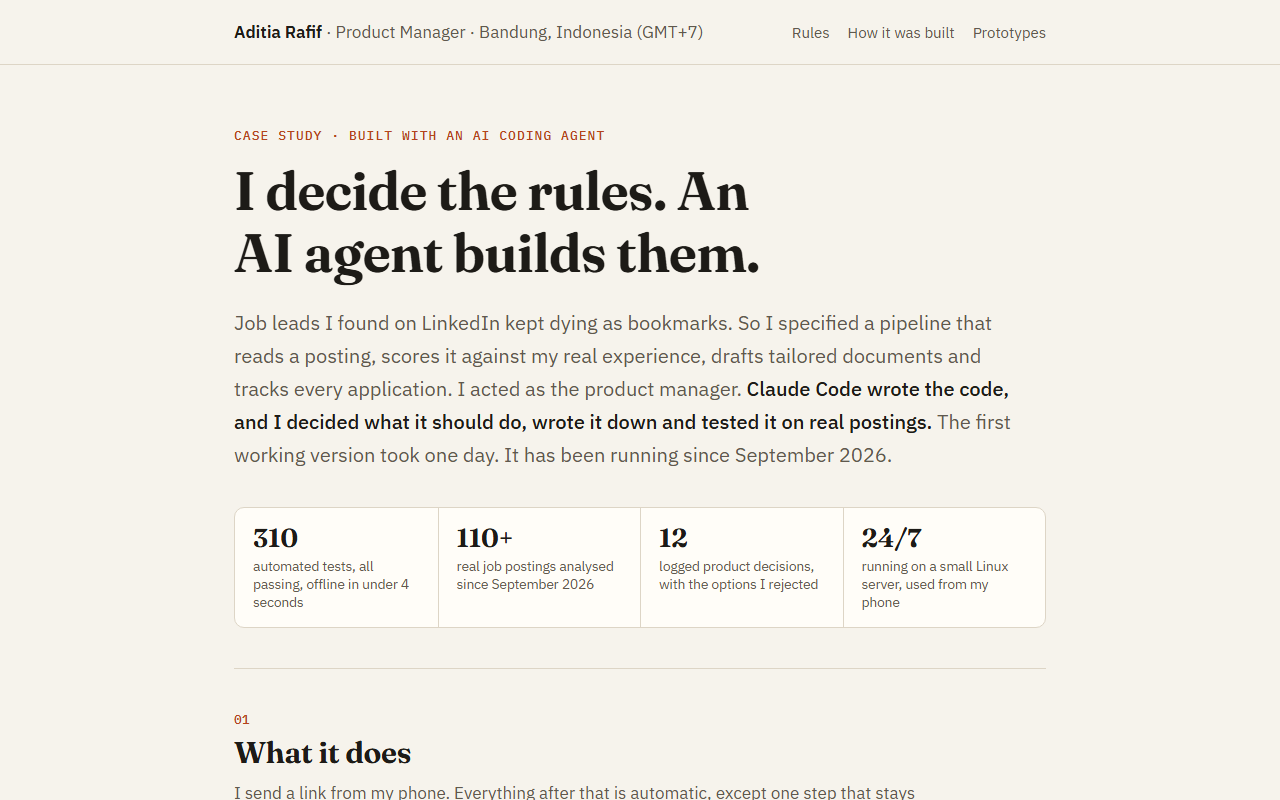 Aditia Rafif · Product Manager · Bandung, Indonesia (GMT+7)
Rules How it was built Prototypes
CASE STUDY · BUILT WITH AN AI CODING AGENT
I decide the rules. An
AI agent builds them.
Job leads I found on LinkedIn kept dying as bookmarks. So I specified a pipeline that
reads a posting, scores it against my real experience, drafts tailored documents and
tracks every application. I acted as the product manager. Claude Code wrote the code,
and I decided what it should do, wrote it down and tested it on real postings. The first
working version took one day. It has been running since September 2026.
310
automated tests, all
passing, offline in under 4
seconds
110+
real job postings analysed
since September 2026
12
logged product decisions,
with the options I rejected
24/7
running on a small Linux
server, used from my
phone
01
What it does
I send a link from my phone. Everything after that is automatic, except one step that stays